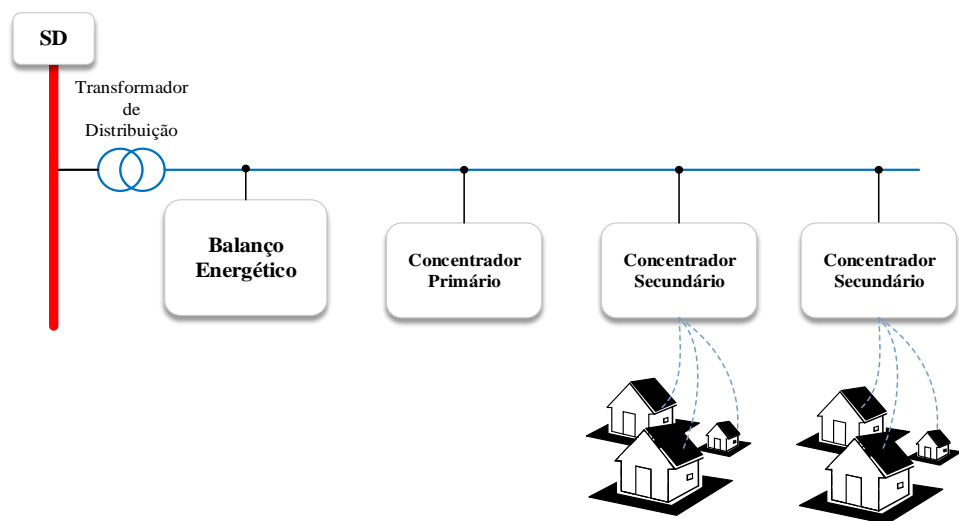 SD
Transformador
de
Distribuição
Balanço
Energético
Concentrador
Primário
Concentrador
Secundário
Concentrador
Secundário